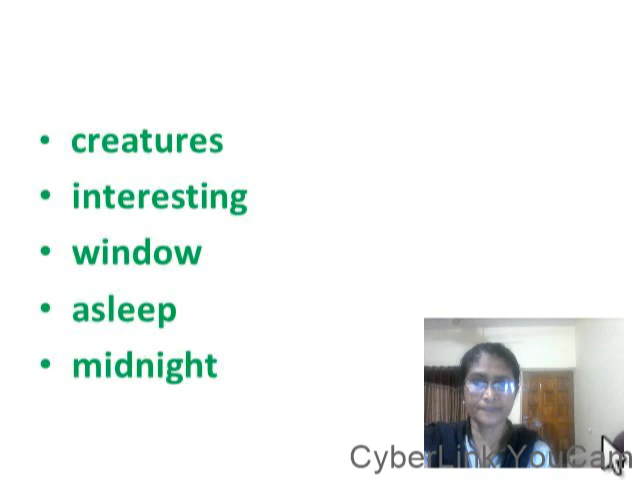 • creatures
• interesting
• window
• asleep
• midnight
CyberLink YouCam